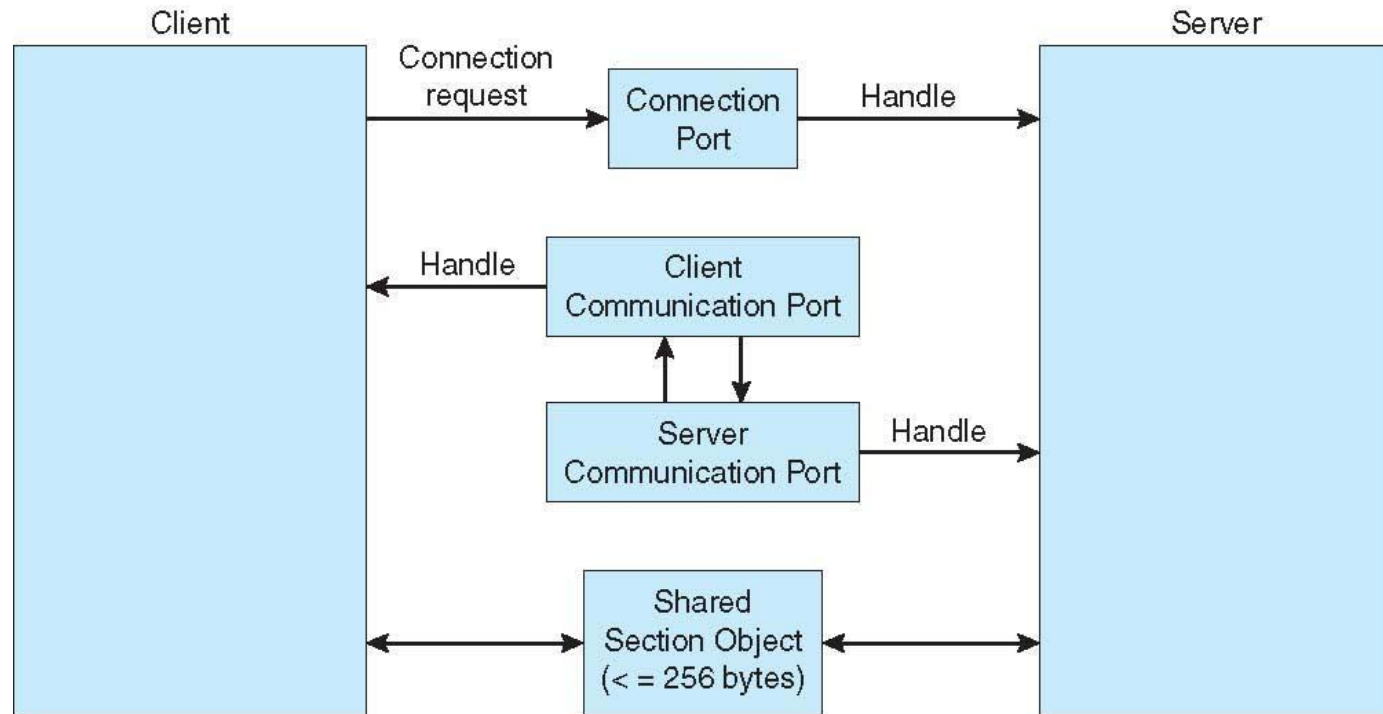 Client
Server
Connection
request
Connection
Port
Handle
Handle
Client
Communication Port
Server
Communication Port
Handle
Shared
Section Object
(< = 256 bytes)